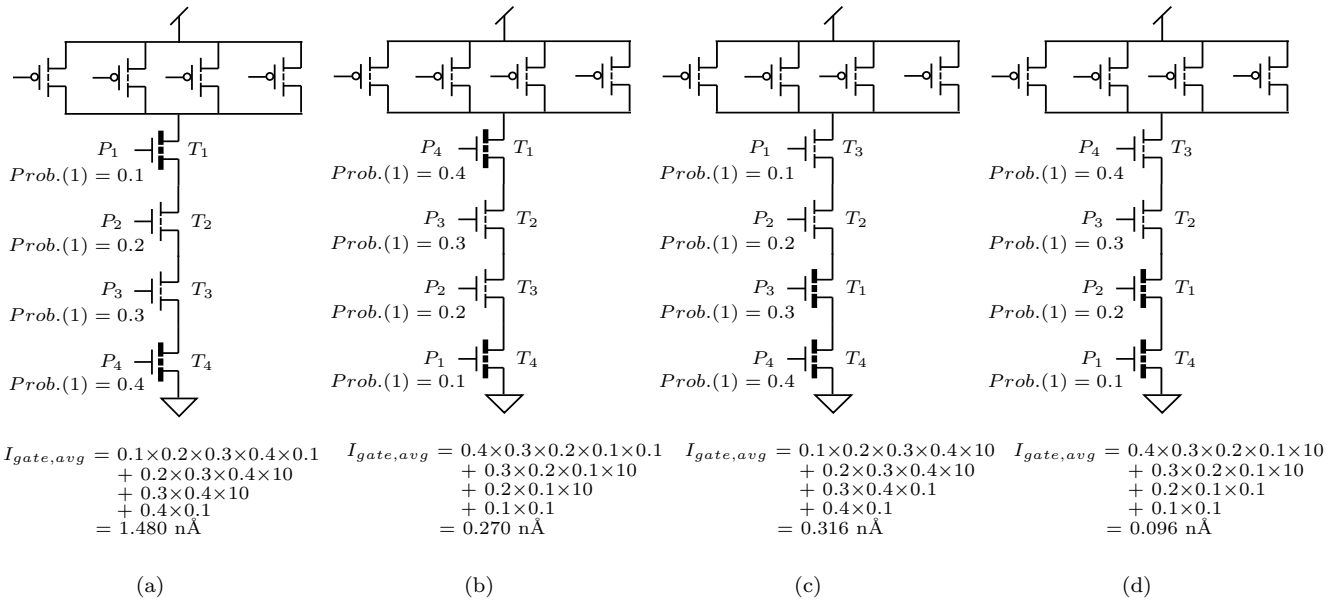 P₁ T₁
Prob.(1) = 0.1
P₂ T₂
Prob.(1) = 0.2
P₃ T₃
Prob.(1) = 0.3
P₄ T₄
Prob.(1) = 0.4
I_gate,avg = 0.1×0.2×0.3×0.4×0.1
+ 0.2×0.3×0.4×10
+ 0.3×0.4×10
+ 0.4×0.1
= 1.480 nÅ
(a)
P₄ T₁
Prob.(1) = 0.4
P₃ T₂
Prob.(1) = 0.3
P₂ T₃
Prob.(1) = 0.2
P₁ T₄
Prob.(1) = 0.1
I_gate,avg = 0.4×0.3×0.2×0.1×0.1
+ 0.3×0.2×0.1×10
+ 0.2×0.1×10
+ 0.1×0.1
= 0.270 nÅ
(b)
P₁ T₃
Prob.(1) = 0.1
P₂ T₂
Prob.(1) = 0.2
P₃ T₁
Prob.(1) = 0.3
P₄ T₄
Prob.(1) = 0.4
I_gate,avg = 0.1×0.2×0.3×0.4×10
+ 0.2×0.3×0.4×10
+ 0.3×0.4×0.1
+ 0.4×0.1
= 0.316 nÅ
(c)
P₄ T₃
Prob.(1) = 0.4
P₃ T₂
Prob.(1) = 0.3
P₂ T₁
Prob.(1) = 0.2
P₁ T₄
Prob.(1) = 0.1
I_gate,avg = 0.4×0.3×0.2×0.1×10
+ 0.3×0.2×0.1×10
+ 0.2×0.1×0.1
+ 0.1×0.1
= 0.096 nÅ
(d)